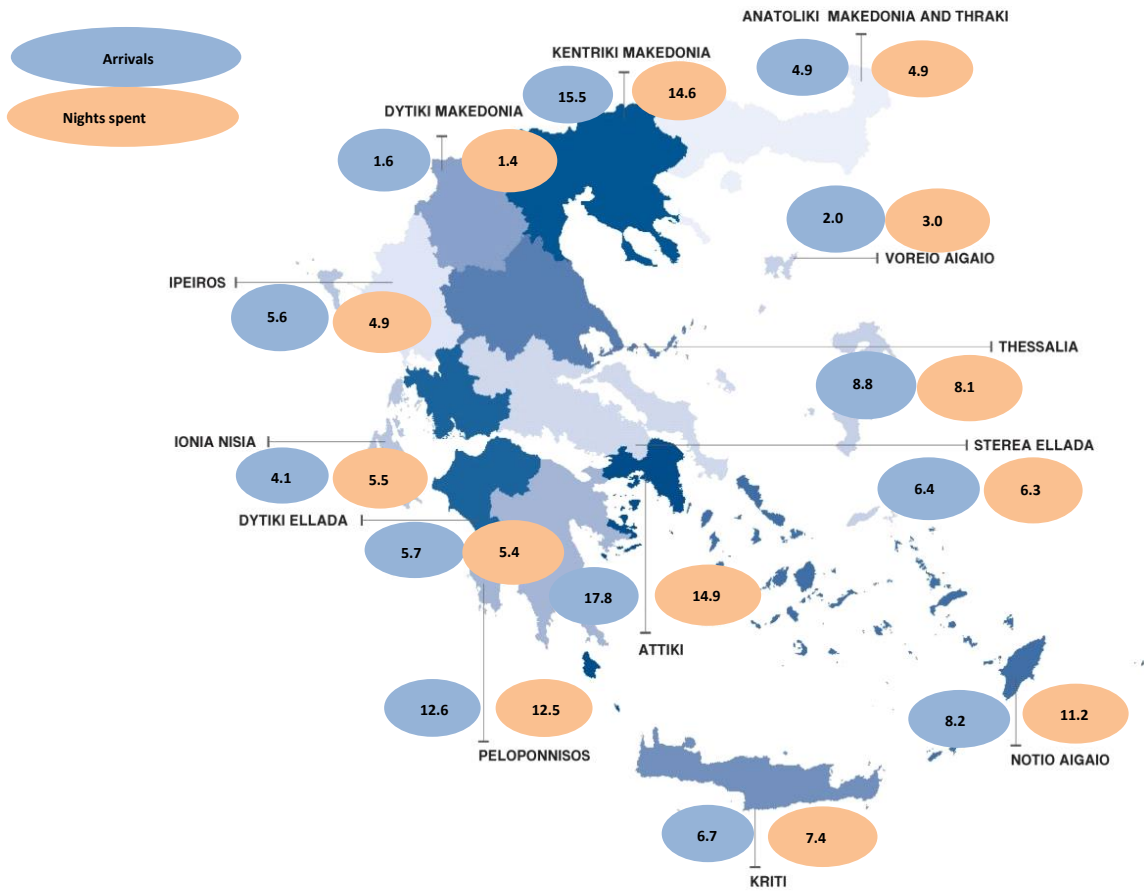 ANATOLIKI MAKEDONIA AND THRAKI
4.9 4.9
Arrivals
Nights spent
KENTRIKI MAKEDONIA
15.5 14.6
DYTIKI MAKEDONIA
1.6 1.4
2.0 3.0
VOREIO AIGAIO
IPEIROS
5.6 4.9
THESSALIA
8.8 8.1
IONIA NISIA
4.1 5.5
STEREA ELLADA
6.4 6.3
DYTIKI ELLADA
5.7 5.4
17.8 14.9
ATTIKI
12.6 12.5
PELOPONNISOS
8.2 11.2
NOTIO AIGAIO
6.7 7.4
KRITI